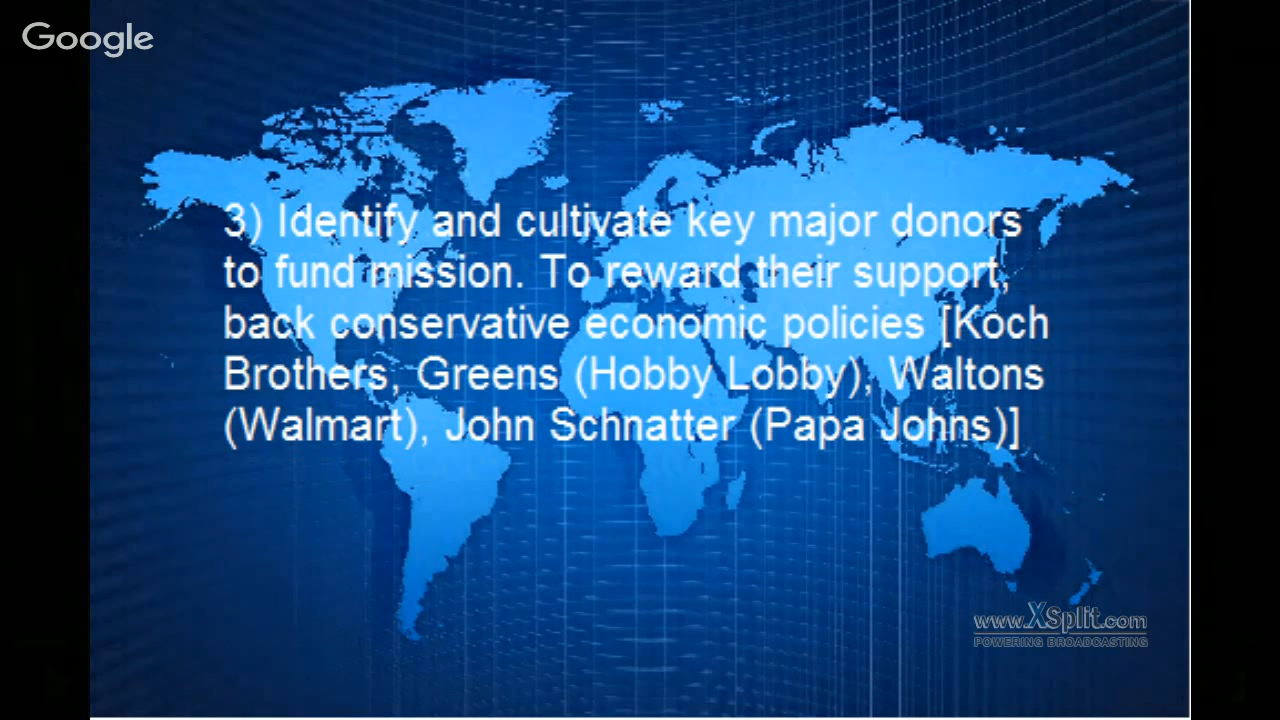 Google
3) Identify and cultivate key major donors
to fund mission. To reward their support,
back conservative economic policies [Koch
Brothers, Greens (Hobby Lobby), Waltons
(Walmart), John Schnatter (Papa Johns)]
www.XSplit.com
POWERING BROADCASTING